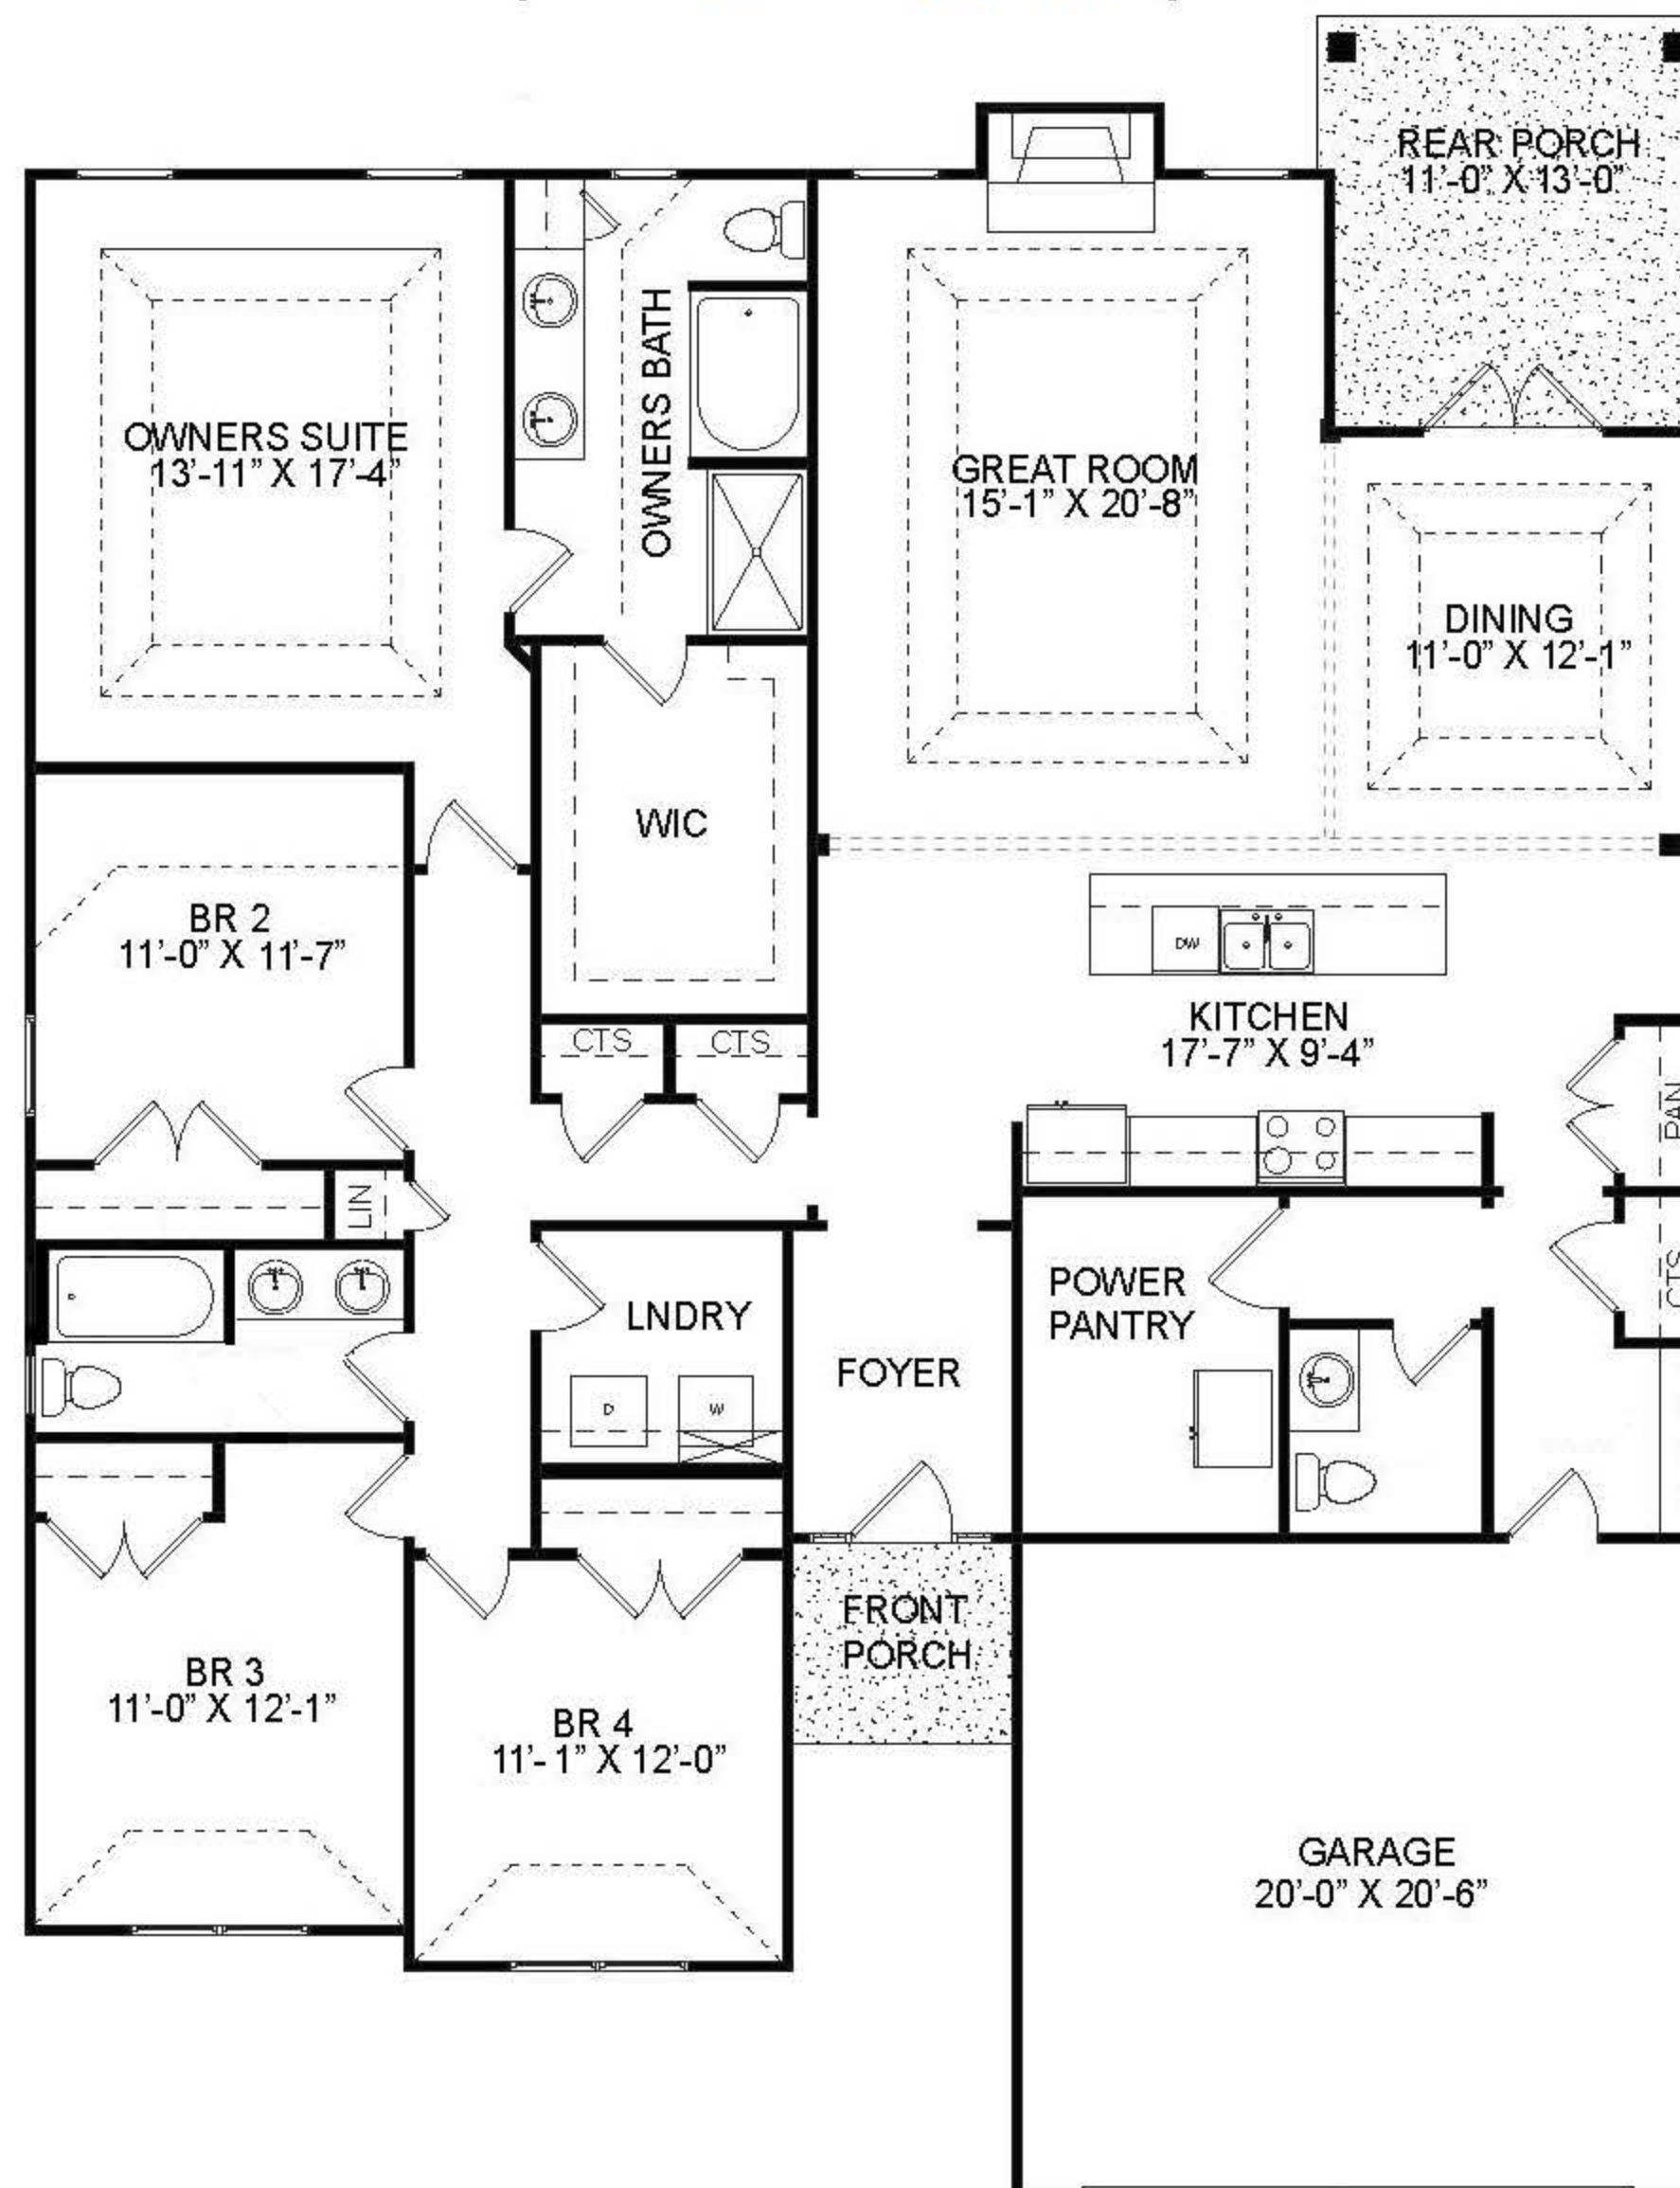 REAR PORCH
11'-0" X 13'-0"
OWNERS SUITE
13'-11" X 17'-4"
OWNERS BATH
GREAT ROOM
15'-1" X 20'-8"
DINING
11'-0" X 12'-1"
WIC
BR 2
11'-0" X 11'-7"
DW
KITCHEN
17'-7" X 9'-4"
CTS
CTS
PAN
LIN
CTS
POWER
PANTRY
LNDRY
FOYER
D
W
FRONT
PORCH
BR 3
11'-0" X 12'-1"
BR 4
11'-1" X 12'-0"
GARAGE
20'-0" X 20'-6"